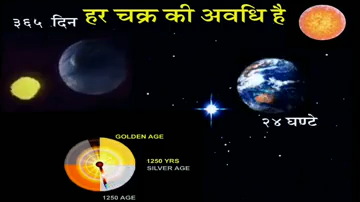 हर चक्र की अवधि है
३६५ दिन
२४ घण्टे
GOLDEN AGE
1250 YRS
SILVER AGE
1250 AGE